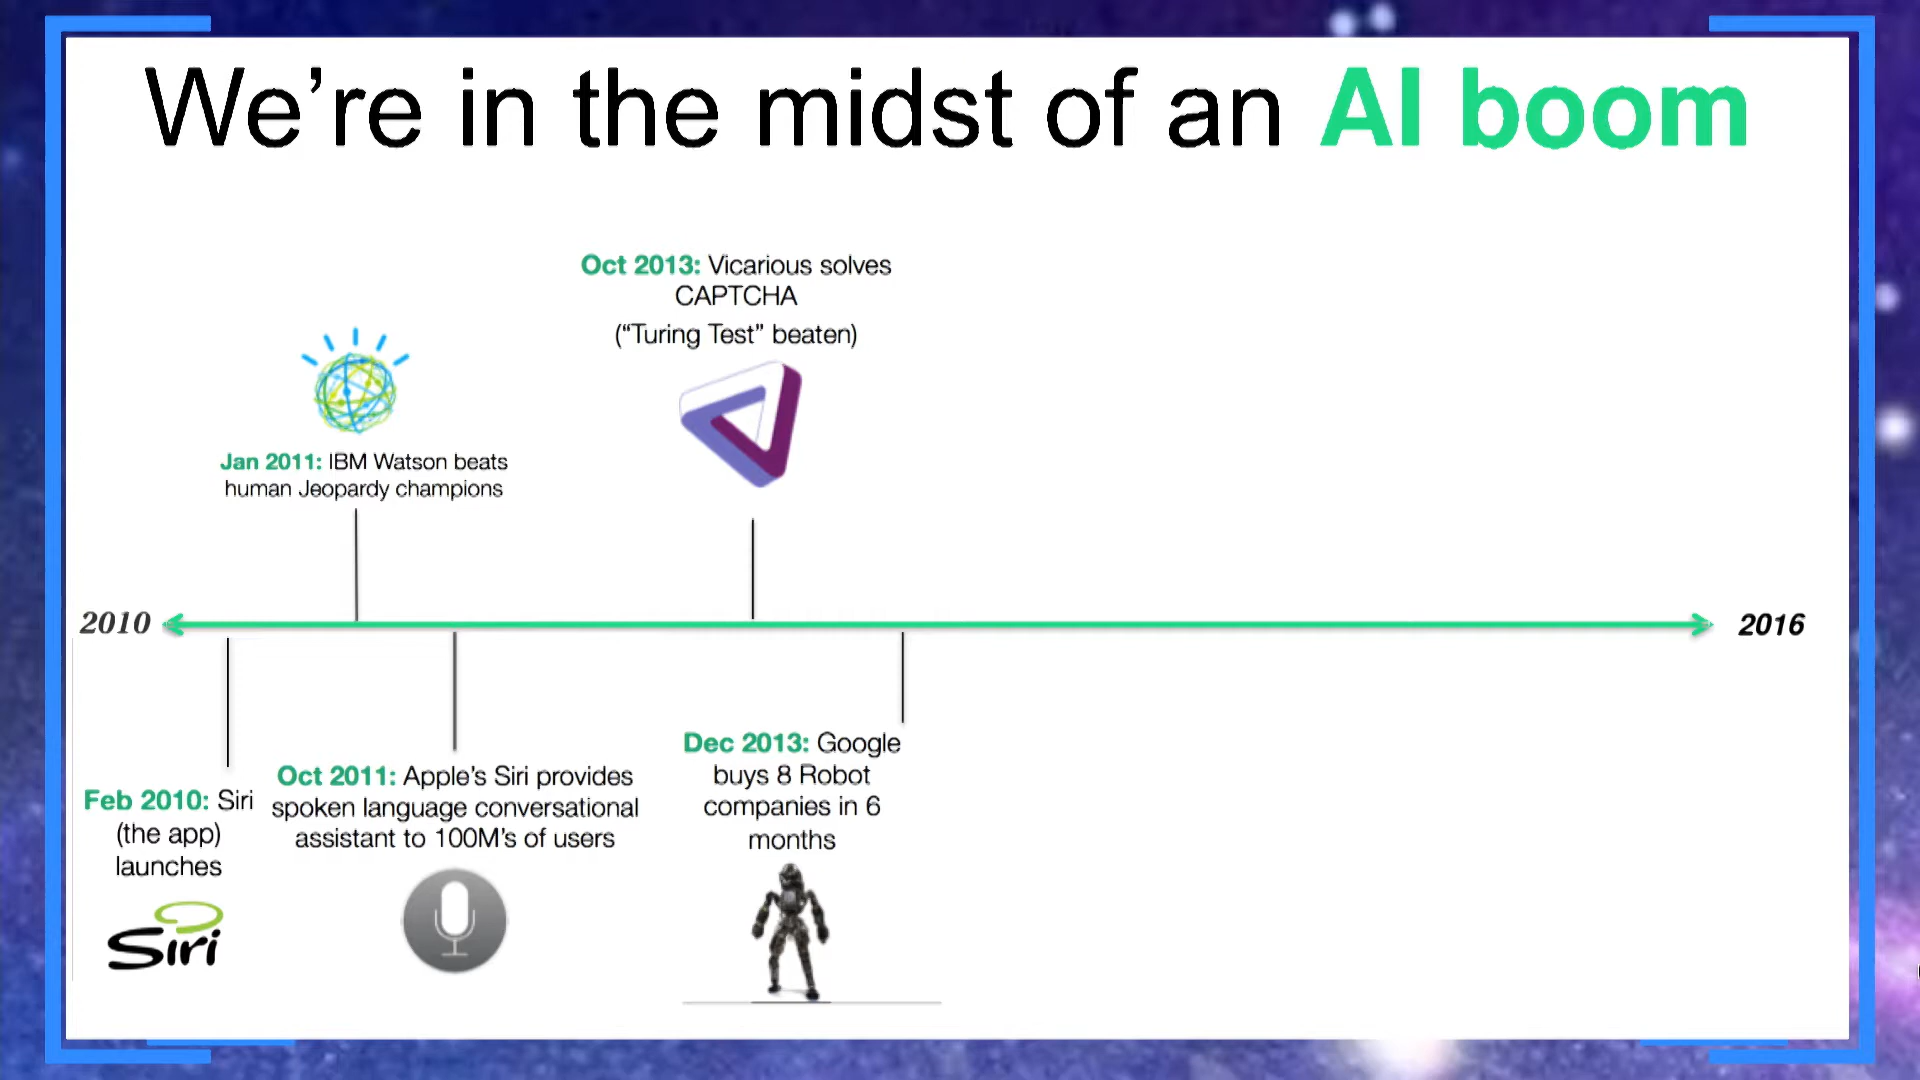 We’re in the midst of an AI boom
Oct 2013: Vicarious solves
CAPTCHA
(“Turing Test” beaten)
Jan 2011: IBM Watson beats
human Jeopardy champions
2010
2016
Feb 2010: Siri
(the app)
launches
Siri
Oct 2011: Apple’s Siri provides
spoken language conversational
assistant to 100M’s of users
Dec 2013: Google
buys 8 Robot
companies in 6
months